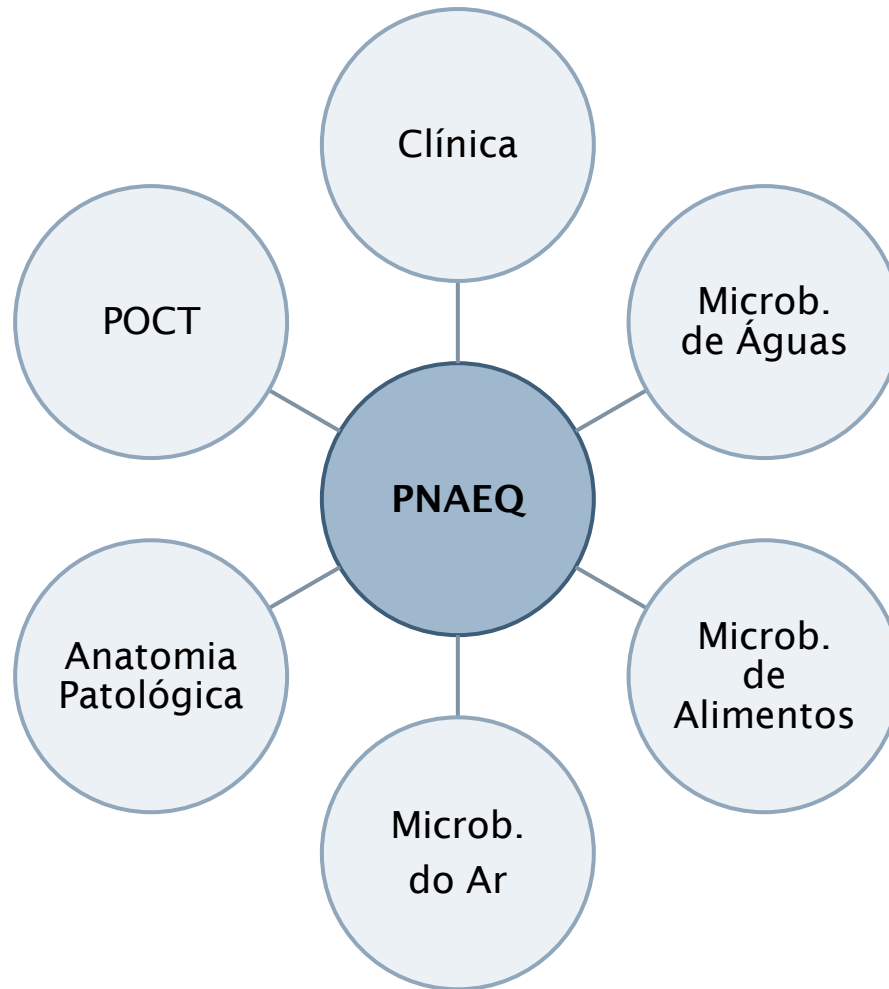 Clínica
POCT
Microb.
de Águas
PNAEQ
Anatomia
Patológica
Microb.
de
Alimentos
Microb.
do Ar